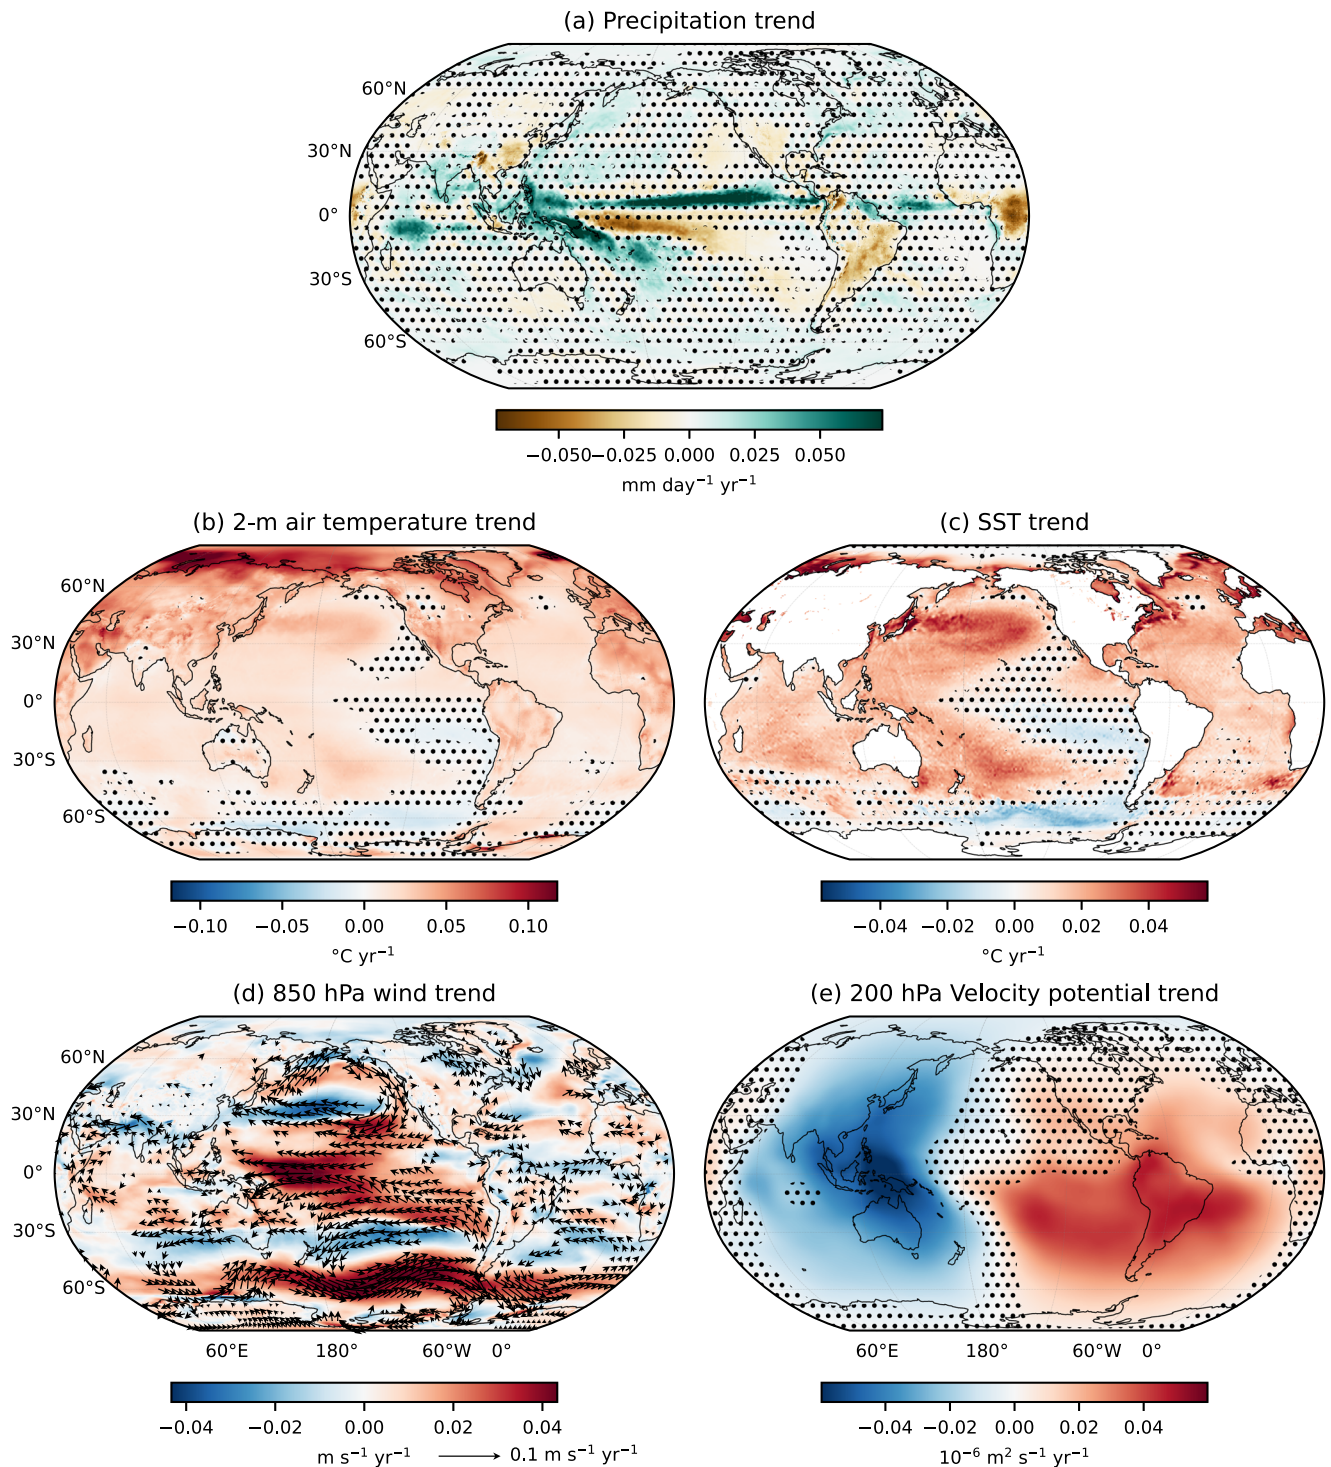 (a) Precipitation trend
60°N
30°N
0°
30°S
60°S
−0.050 −0.025 0.000 0.025 0.050
mm day⁻¹ yr⁻¹
(b) 2-m air temperature trend
(c) SST trend
60°N
30°N
0°
30°S
60°S
−0.10 −0.05 0.00 0.05 0.10
°C yr⁻¹
−0.04 −0.02 0.00 0.02 0.04
°C yr⁻¹
(d) 850 hPa wind trend
(e) 200 hPa Velocity potential trend
60°N
30°N
0°
30°S
60°S
60°E 180° 60°W 0°
60°E 180° 60°W 0°
−0.04 −0.02 0.00 0.02 0.04
m s⁻¹ yr⁻¹ 0.1 m s⁻¹ yr⁻¹
−0.04 −0.02 0.00 0.02 0.04
10⁻⁶ m² s⁻¹ yr⁻¹